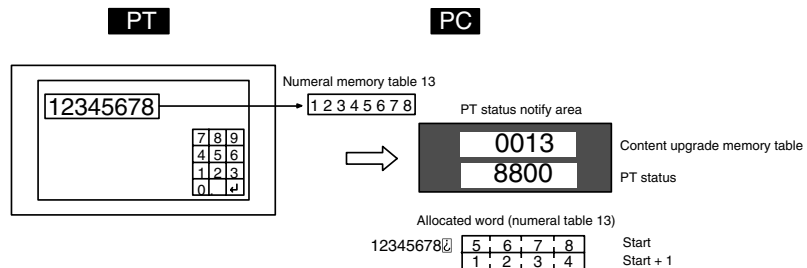 PT
PC
Numeral memory table 13
12345678
1 2 3 4 5 6 7 8
PT status notify area
7 8 9
4 5 6
1 2 3
0 . ↵
0013
Content upgrade memory table
8800
PT status
Allocated word (numeral table 13)
12345678¿
5 6 7 8
Start
1 2 3 4
Start + 1